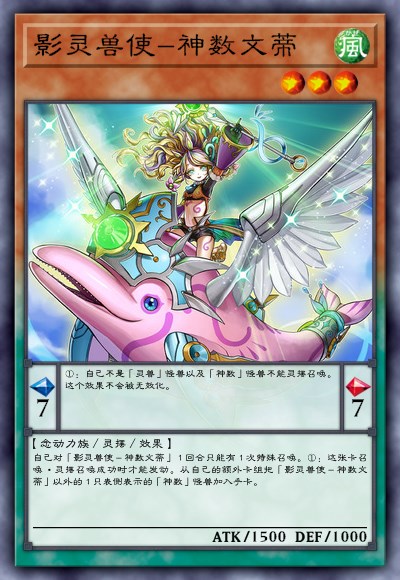 影灵兽使－神数文蒂
風
①：自己不是「灵兽」怪兽以及「神数」怪兽不能灵摆召唤。
这个效果不会被无效化。
7
7
【念动力族／灵摆／效果】
自己对「影灵兽使－神数文蒂」1回合只能有1次特殊召唤。①：这张卡召
唤・灵摆召唤成功时才能发动。从自己的额外卡组把「影灵兽使－神数文
蒂」以外的1只表侧表示的「神数」怪兽加入手卡。
ATK/1500 DEF/1000